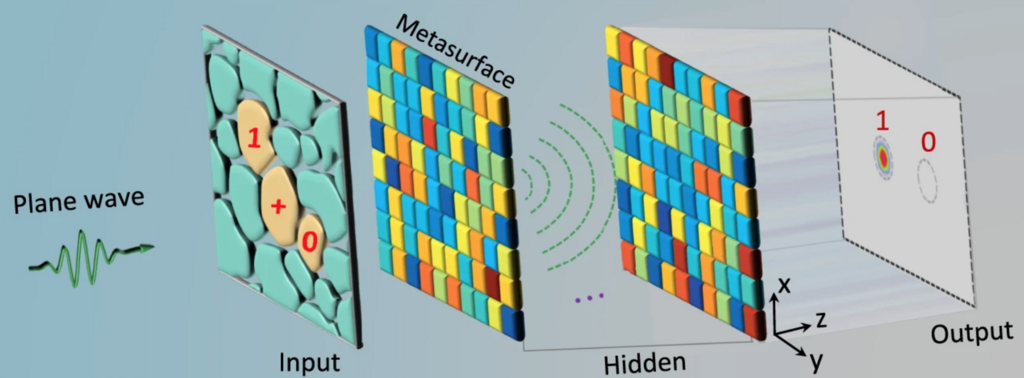 Plane wave
1
+
0
Input
Metasurface
...
Hidden
1
0
x
z
y
Output